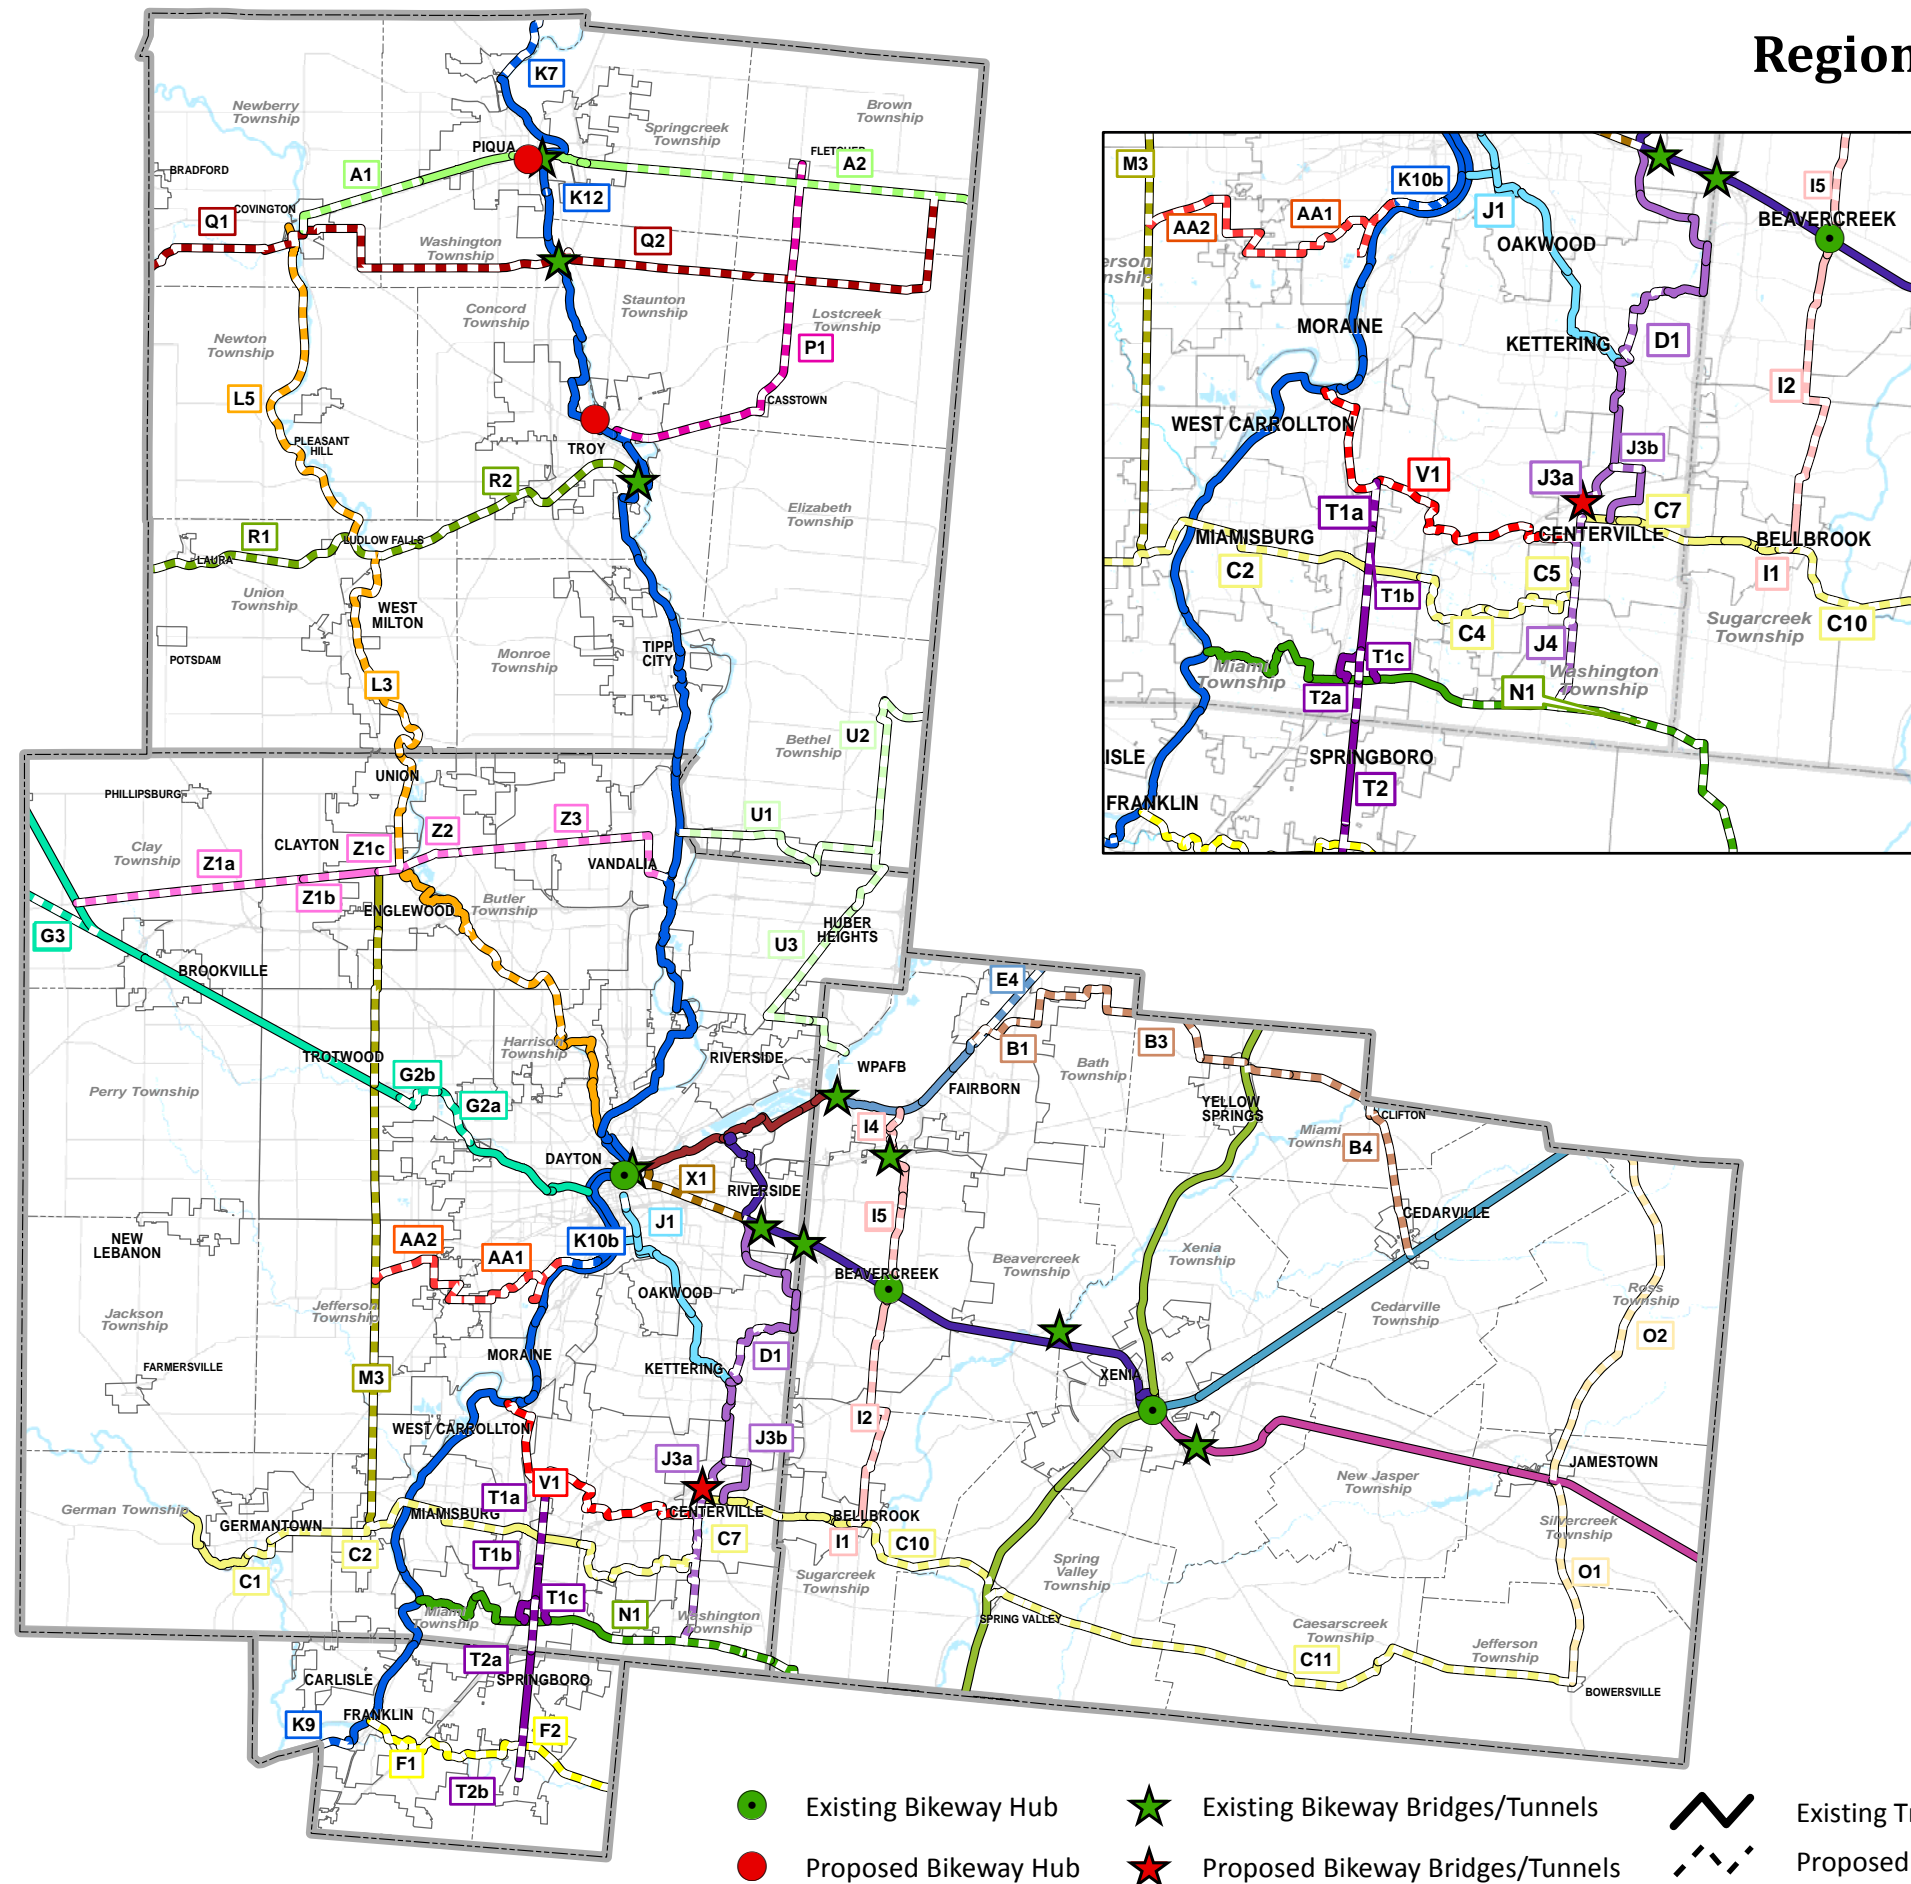 Region
K7
Newberry
Township
Brown
Township
Springcreek
Township
PIQUA
FLETCHER
A2
BRADFORD
A1
K12
COVINGTON
Q1
Washington
Township
Q2
Concord
Township
Staunton
Township
Lostcreek
Township
Newton
Township
P1
L5
CASSTOWN
PLEASANT
HILL
TROY
R2
Elizabeth
Township
R1
LUDLOW FALLS
LAURA
Union
Township
WEST
MILTON
TIPP
CITY
Monroe
Township
POTSDAM
L3
U2
Bethel
Township
UNION
PHILLIPSBURG
U1
Z3
Z2
Z1c
CLAYTON
Clay
Township
Z1a
VANDALIA
Z1b
ENGLEWOOD
Butler
Township
G3
HUBER
HEIGHTS
U3
BROOKVILLE
E4
TROTWOOD
Harrison
Township
RIVERSIDE
WPAFB
B1
B3
Bath
Township
G2b
FAIRBORN
Perry Township
G2a
YELLOW
SPRINGS
CLIFTON
I4
Miami
Townsh
B4
DAYTON
X1
RIVERSIDE
NEW
LEBANON
AA2
K10b
J1
I5
CEDARVILLE
AA1
Beavercreek
Township
Xenia
Township
BEAVERCREEK
OAKWOOD
Ross
Township
Jackson
Township
Jefferson
Township
Cedarville
Township
O2
MORAINE
D1
FARMERSVILLE
KETTERING
M3
XENIA
I2
WEST CARROLLTON
J3b
J3a
JAMESTOWN
New Jasper
Township
V1
T1a
German Township
GERMANTOWN
MIAMISBURG
CENTERVILLE
BELLBROOK
Silvercreek
Township
C2
T1b
C7
I1
C10
C1
Sugarcreek
Township
Spring
Valley
Township
O1
T1c
N1
Miami
Township
Washington
Township
SPRING VALLEY
Caesarscreek
Township
Jefferson
Township
T2a
C11
CARLISLE
SPRINGBORO
BOWERSVILLE
FRANKLIN
K9
F2
F1
T2b
M3
K10b
I5
AA2
AA1
J1
BEAVERCREEK
OAKWOOD
erson
nship
MORAINE
KETTERING
D1
I2
WEST CARROLLTON
J3b
V1
J3a
T1a
C7
MIAMISBURG
CENTERVILLE
BELLBROOK
C2
C5
I1
T1b
C4
Sugarcreek
Township
C10
J4
T1c
Miami
Township
Washington
Township
T2a
N1
ISLE
SPRINGBORO
T2
FRANKLIN
Existing Bikeway Hub
Existing Bikeway Bridges/Tunnels
Existing Tr
Proposed Bikeway Hub
Proposed Bikeway Bridges/Tunnels
Proposed